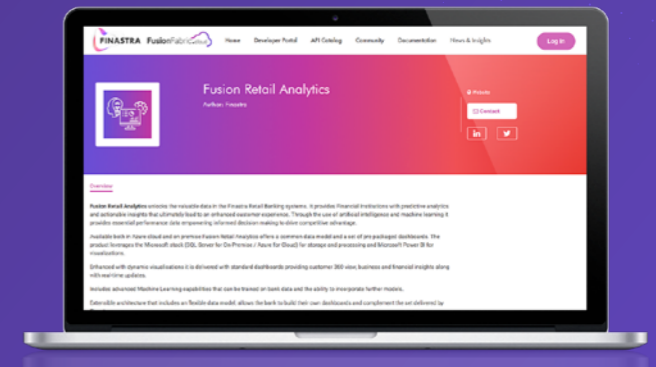 FINASTRA FusionFabric.cloud Home Developer Portal API Catalog Community Documentation News & Insights Log In
Fusion Retail Analytics
Author: Finastra
Website
Contact
in
Overview
Fusion Retail Analytics unlocks the valuable data in the Finastra Retail Banking systems. It provides Financial Institutions with predictive analytics
and actionable insights that ultimately lead to an enhanced customer experience. Through the use of artificial intelligence and machine learning it
provides essential performance data empowering informed decision making to drive competitive advantage.
Available both in Azure cloud and on premise Fusion Retail Analytics offers a common data model and a set of pre-packaged dashboards. The
product leverages the Microsoft stack (SQL Server for On-Premise / Azure for Cloud) for storage and processing and Microsoft Power BI for
visualisations.
Enhanced with dynamic visualisations it is delivered with standard dashboards providing customer 360 view, business and financial insights along
with real-time updates.
Includes advanced Machine Learning capabilities that can be trained on bank data and the ability to incorporate further models.
Extensible architecture that includes an flexible data model allows the bank to build their own dashboards and complement the set delivered by